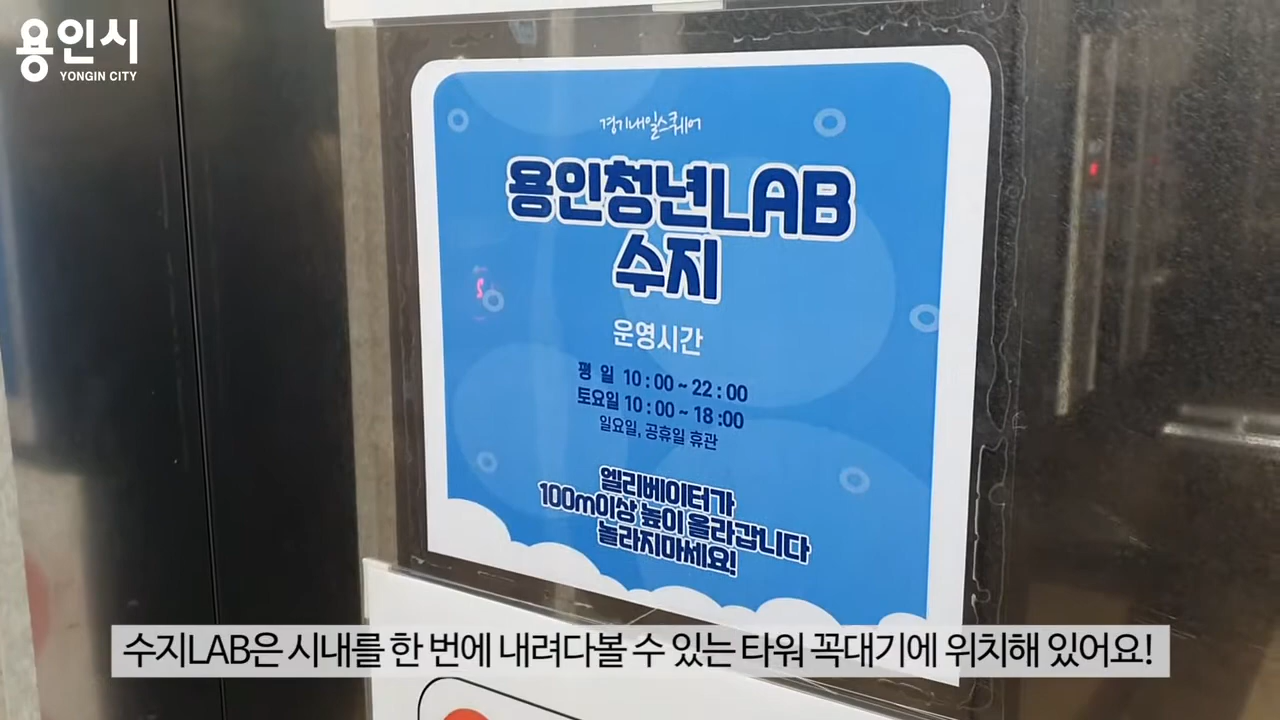 용인시
YONGIN CITY
경기내일스퀘어
용인청년LAB
수지
운영시간
평 일 10 : 00 ~ 22 : 00
토요일 10 : 00 ~ 18 :00
일요일, 공휴일 휴관
엘리베이터가
100m이상 높이 올라갑니다
놀라지마세요!
수지LAB은 시내를 한 번에 내려다볼 수 있는 타워 꼭대기에 위치해 있어요!